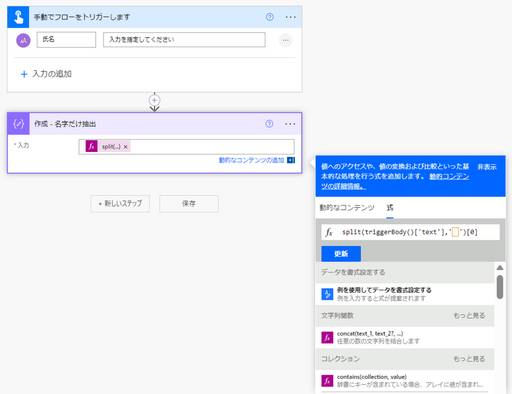 手動でフローをトリガーします
氏名
入力を指定してください
+ 入力の追加
作成 - 名字だけ抽出
* 入力
fx split(...) ×
動的なコンテンツの追加
+ 新しいステップ
保存
値へのアクセスや、値の変換および比較といった基本的な処理を行う式を追加します。 動的コンテンツの詳細情報。
非表示
動的なコンテンツ
式
fx split(triggerBody()['text'],' ')[0]
更新
データを書式設定する
例を使用してデータを書式設定する
例を入力すると式が提案されます
文字列関数
もっと見る
concat(text_1, text_2?, ...)
任意の数の文字列を結合します
コレクション
もっと見る
contains(collection, value)
辞書にキーが含まれている場合、アレイに値が含まれ...